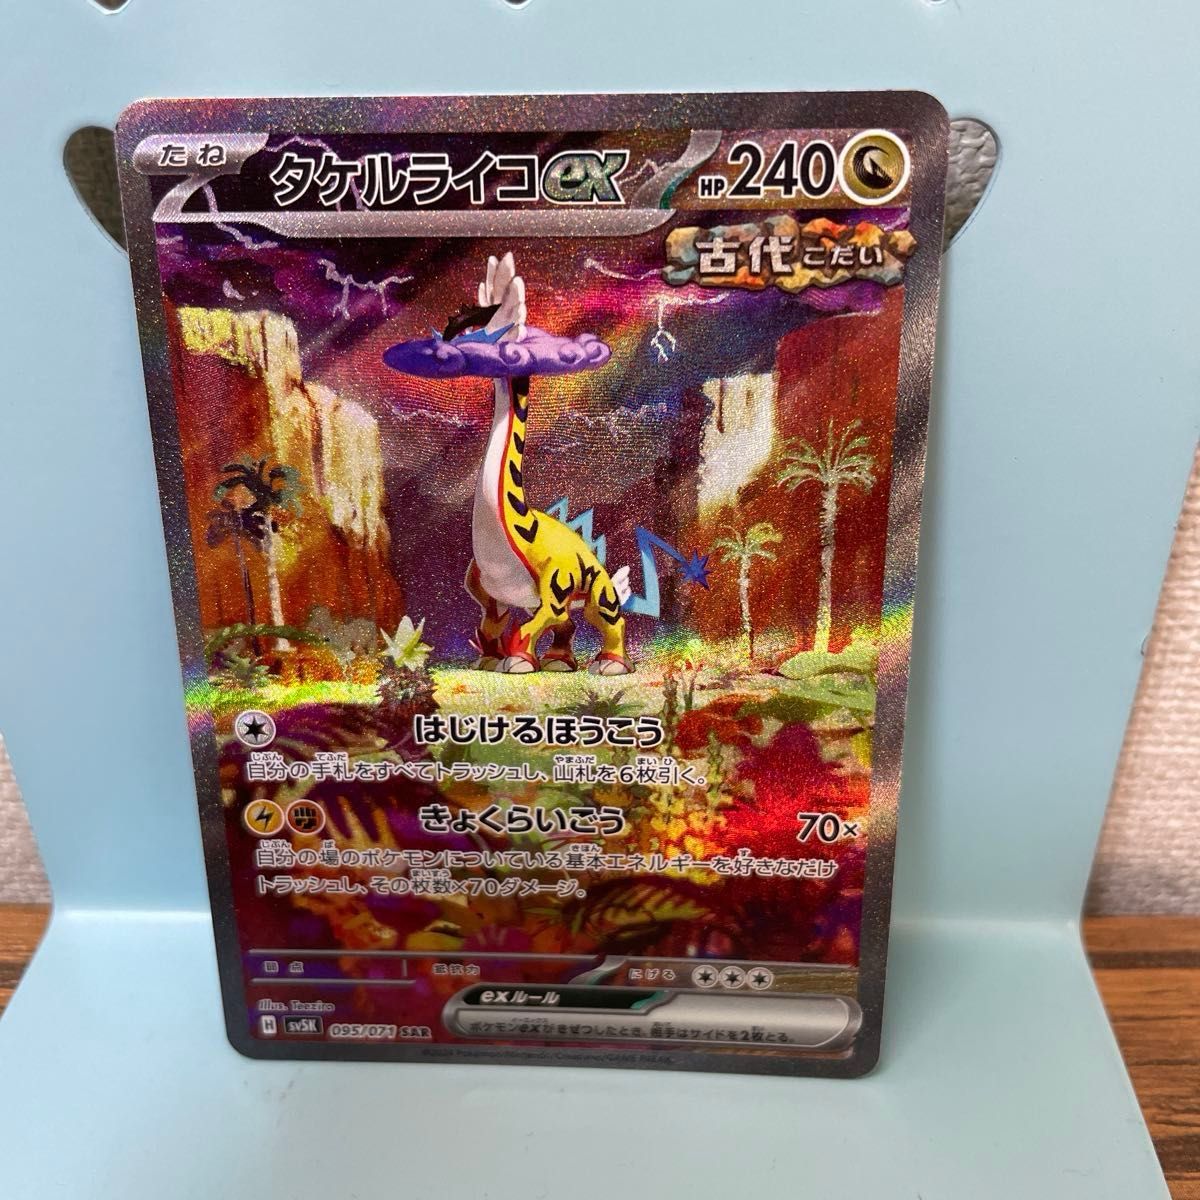 たね
タケルライコex
HP240
古代こだい
はじけるほうこう
自分の手札をすべてトラッシュし、山札を6枚引く。
きょくらいごう 70×
自分の場のポケモンについている基本エネルギーを好きなだけ
トラッシュし、その枚数×70ダメージ。
弱点 抵抗力 にげる
exルール
ポケモンexがきぜつしたとき、相手はサイドを2枚とる。
Illus. Teeziro
H sv5K 095/071 SAR
©2024 Pokémon/Nintendo/Creatures/GAME FREAK.